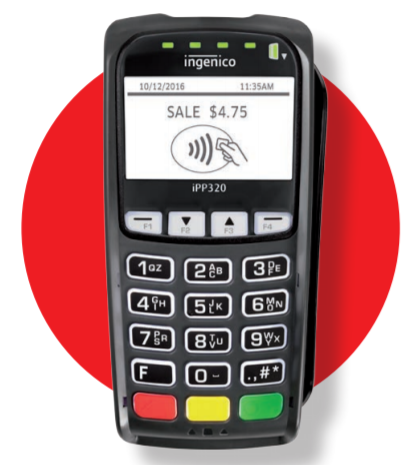 ingenico
10/12/2016 11:35AM
SALE $4.75
iPP320
F1 F2 F3 F4
1QZ 2ABC 3DEF
4GHI 5JKL 6MNO
7PRS 8TUV 9WXY
F 0- .,#*